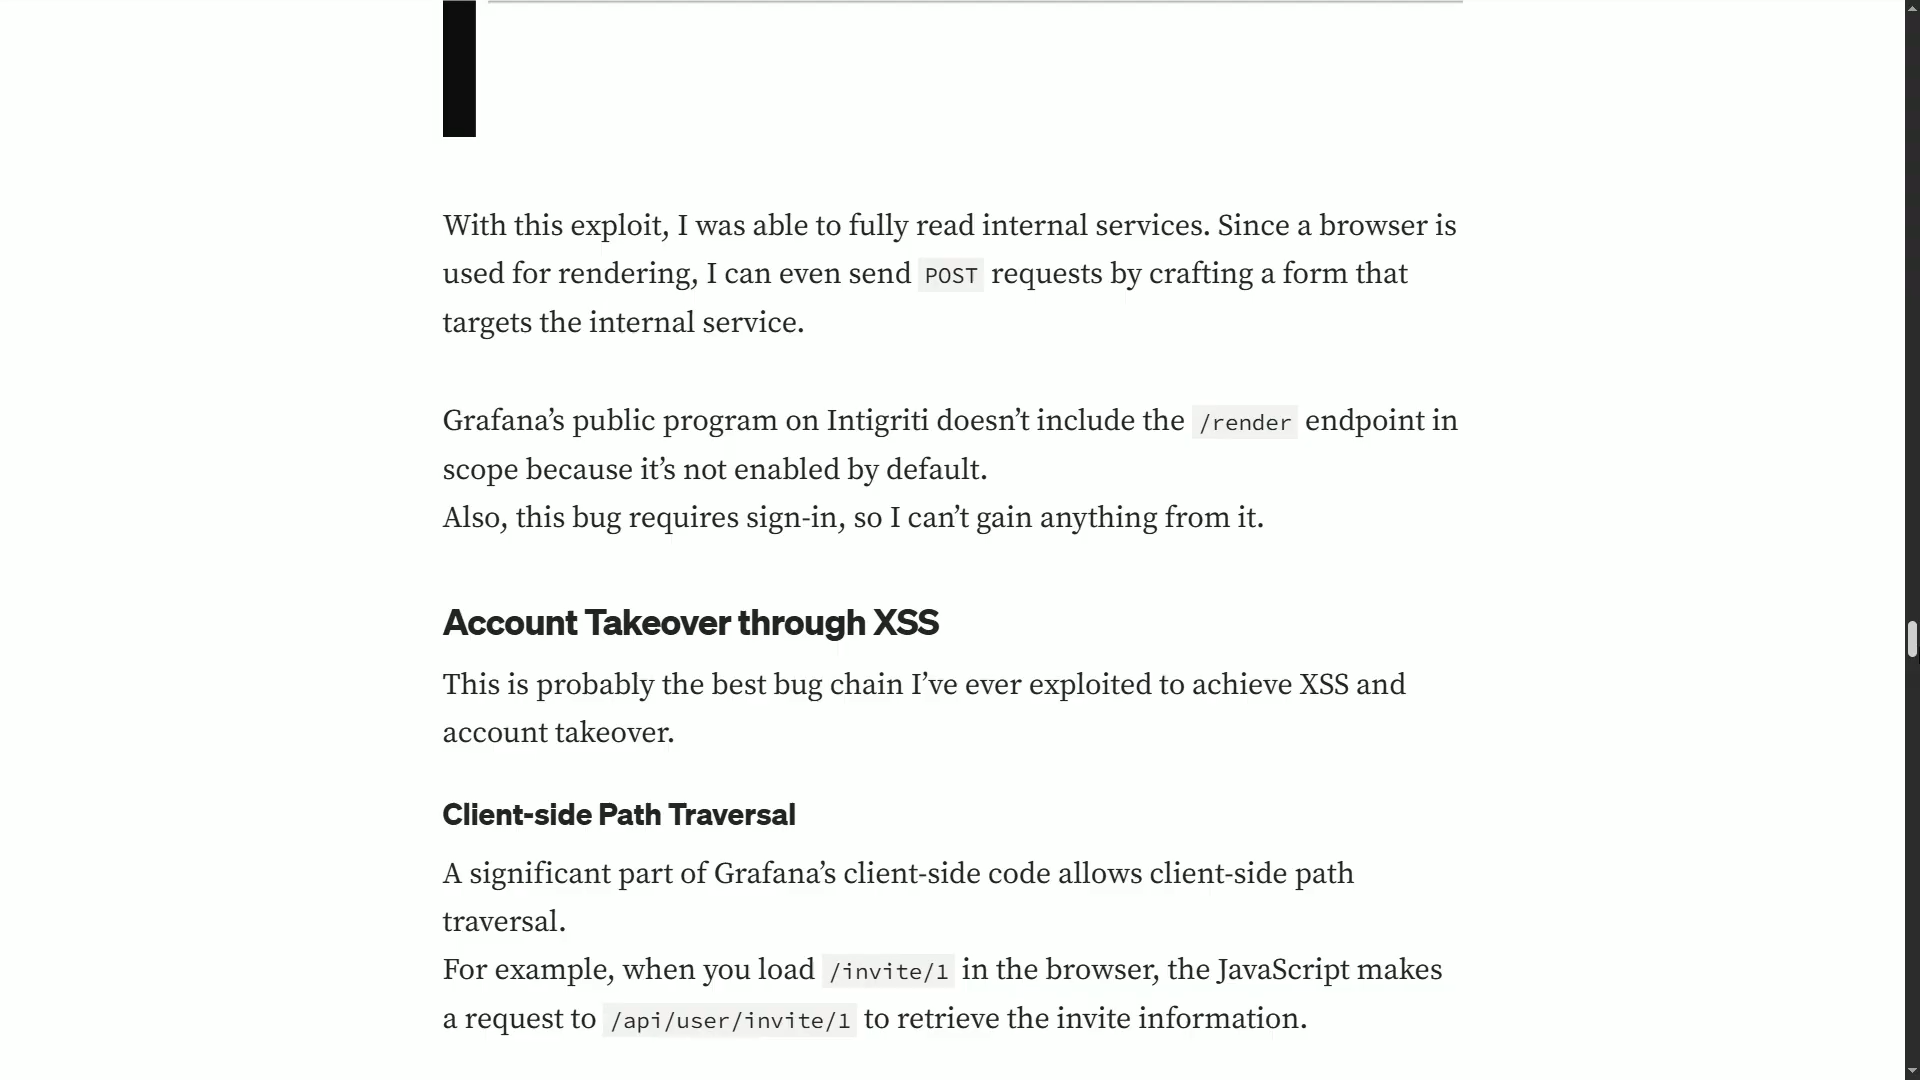 With this exploit, I was able to fully read internal services. Since a browser is
used for rendering, I can even send POST requests by crafting a form that
targets the internal service.
Grafana’s public program on Intigriti doesn’t include the /render endpoint in
scope because it’s not enabled by default.
Also, this bug requires sign-in, so I can’t gain anything from it.
Account Takeover through XSS
This is probably the best bug chain I’ve ever exploited to achieve XSS and
account takeover.
Client-side Path Traversal
A significant part of Grafana’s client-side code allows client-side path
traversal.
For example, when you load /invite/1 in the browser, the JavaScript makes
a request to /api/user/invite/1 to retrieve the invite information.